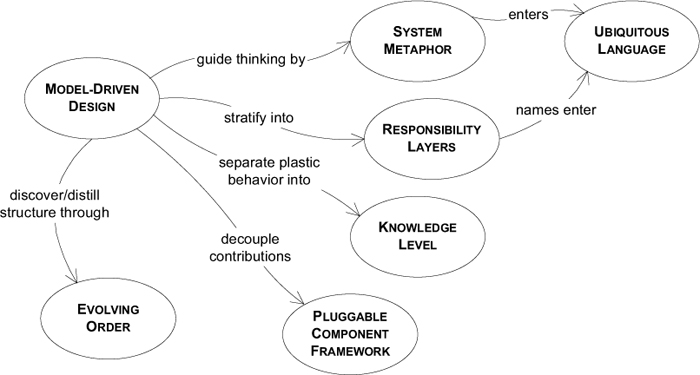 SYSTEM
METAPHOR
enters
UBIQUITOUS
LANGUAGE
guide thinking by
MODEL-DRIVEN
DESIGN
stratify into
names enter
RESPONSIBILITY
LAYERS
separate plastic
behavior into
discover/distill
structure through
KNOWLEDGE
LEVEL
decouple
contributions
EVOLVING
ORDER
PLUGGABLE
COMPONENT
FRAMEWORK